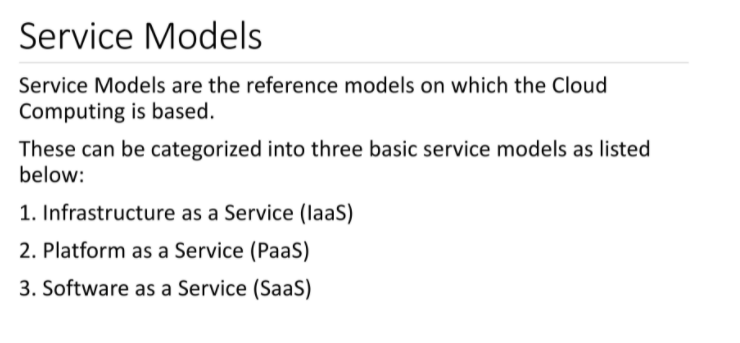 Service Models
Service Models are the reference models on which the Cloud
Computing is based.
These can be categorized into three basic service models as listed
below:
1. Infrastructure as a Service (IaaS)
2. Platform as a Service (PaaS)
3. Software as a Service (SaaS)